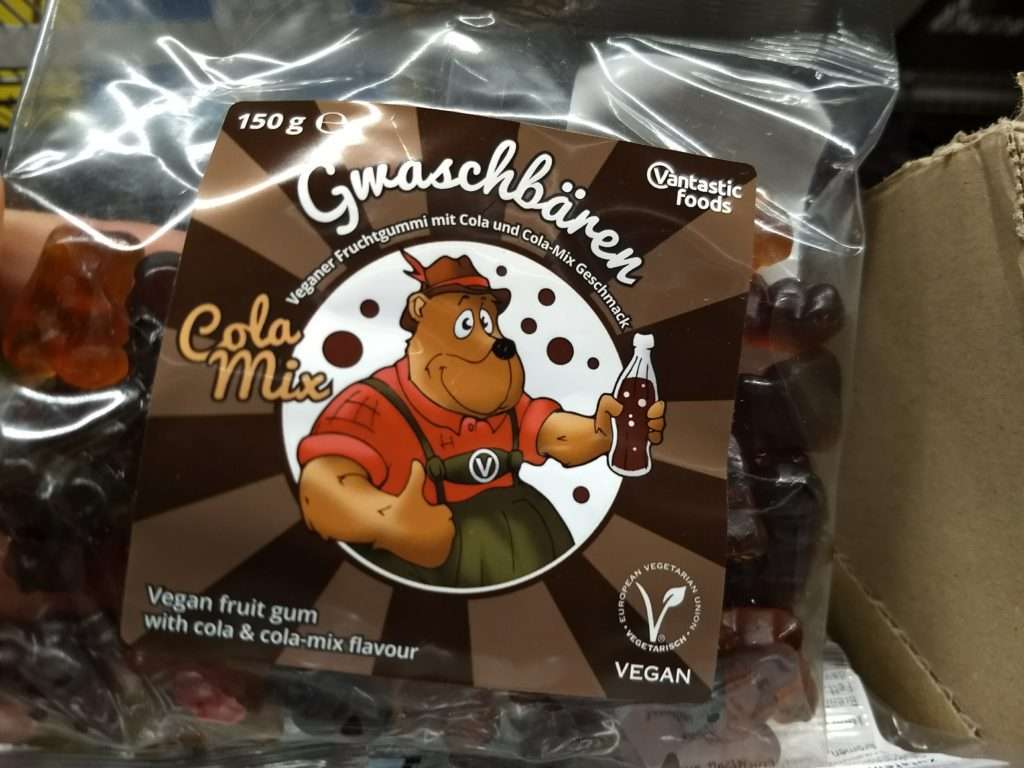 150 g ℮
Gwaschbären
Vantastic
foods
Veganer Fruchtgummi mit Cola und Cola-Mix Geschmack
Cola
Mix
V
Vegan fruit gum
with cola & cola-mix flavour
EUROPEAN VEGETARIAN UNION
• VEGETARISCH •
V
VEGAN